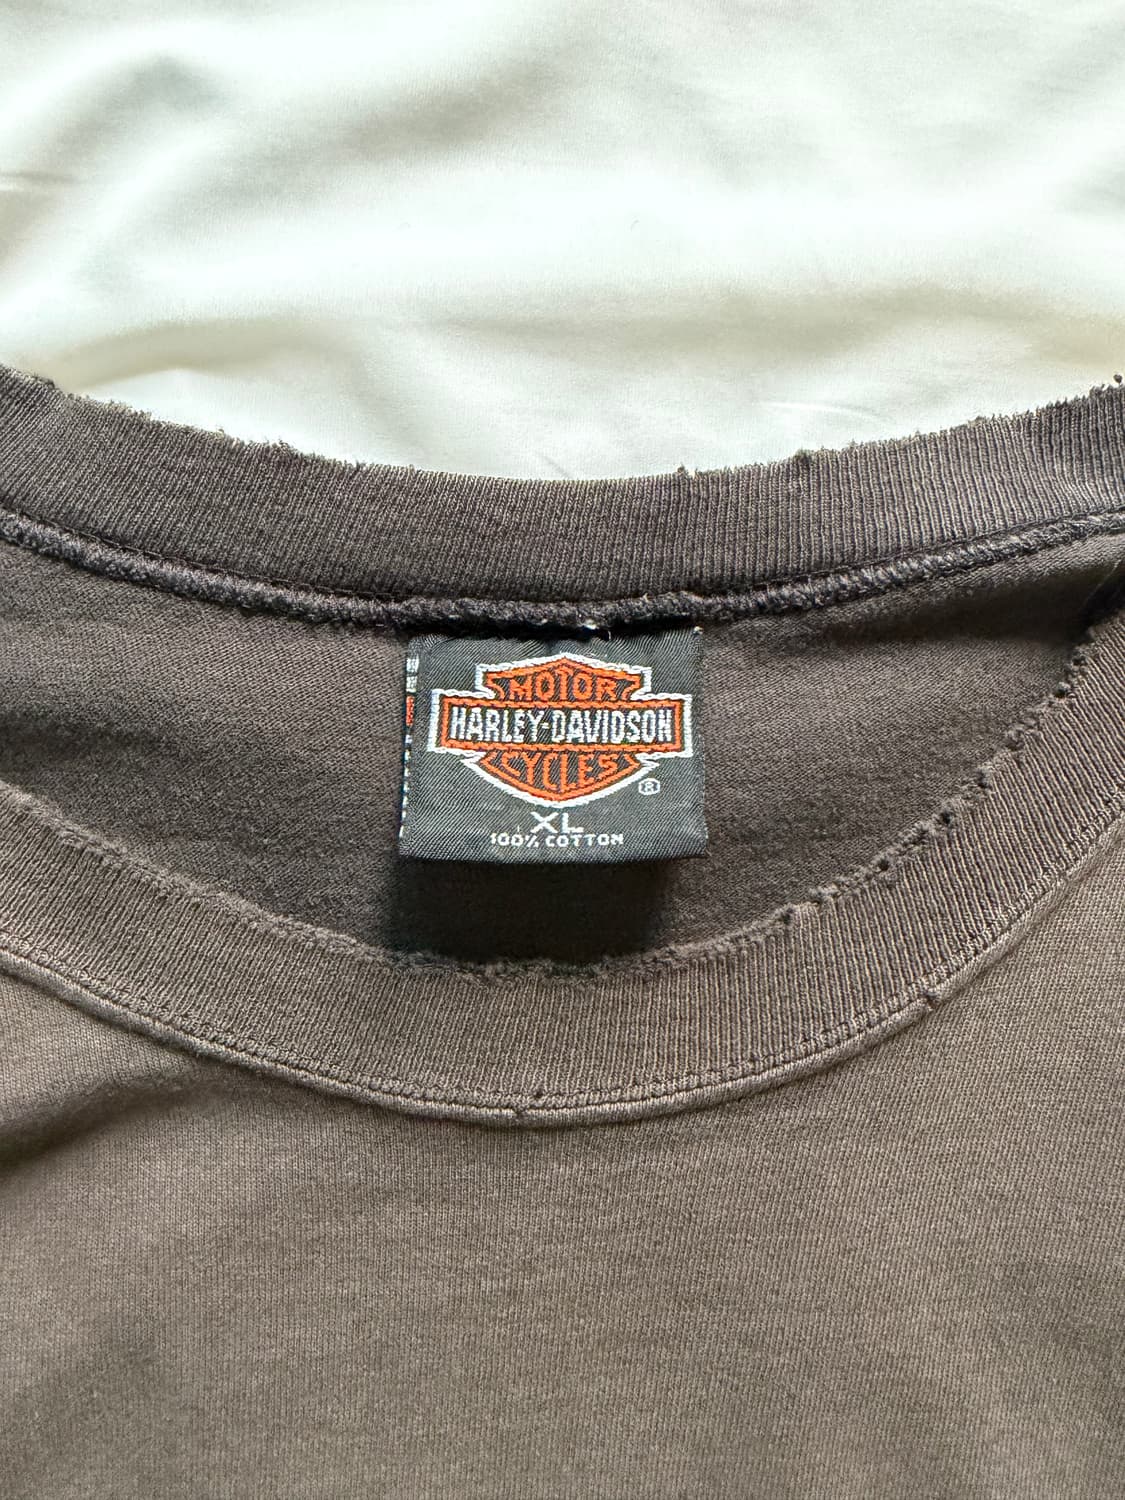 MOTOR
HARLEY-DAVIDSON
CYCLES
®
XL
100% COTTON